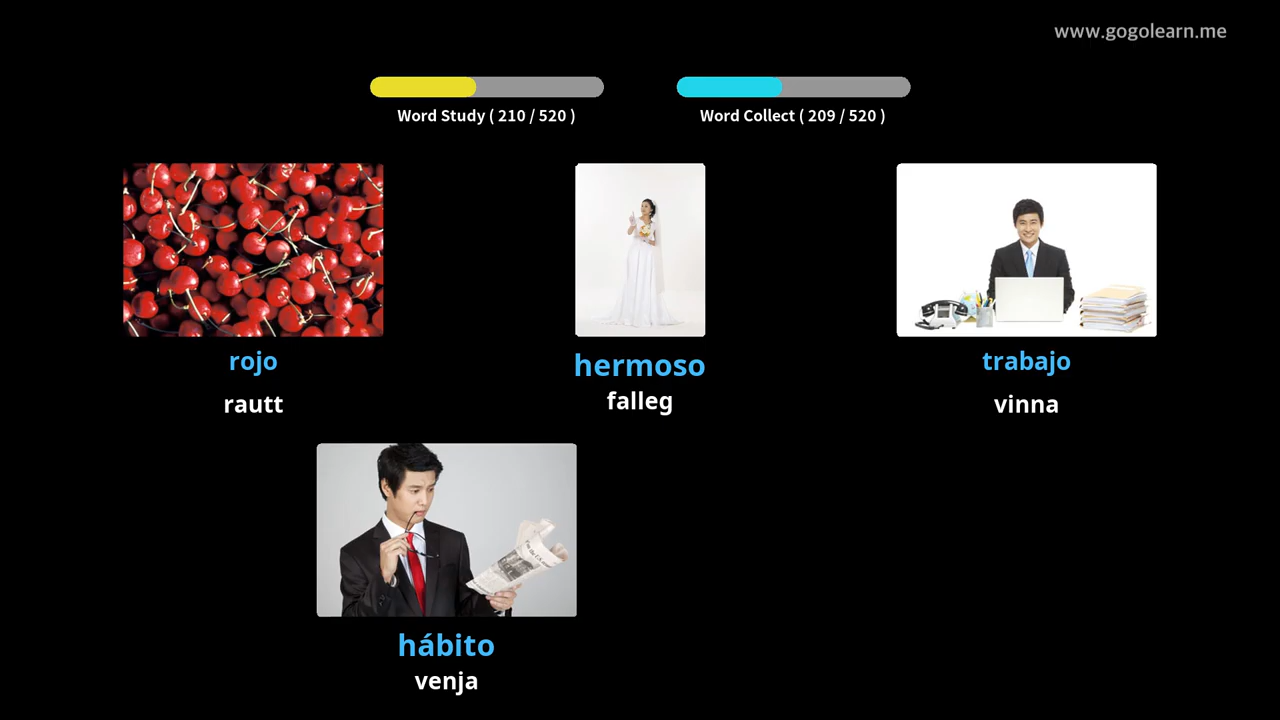 www.gogolearn.me
Word Study ( 210 / 520 )
Word Collect ( 209 / 520 )
rojo
rautt
hermoso
falleg
trabajo
vinna
hábito
venja